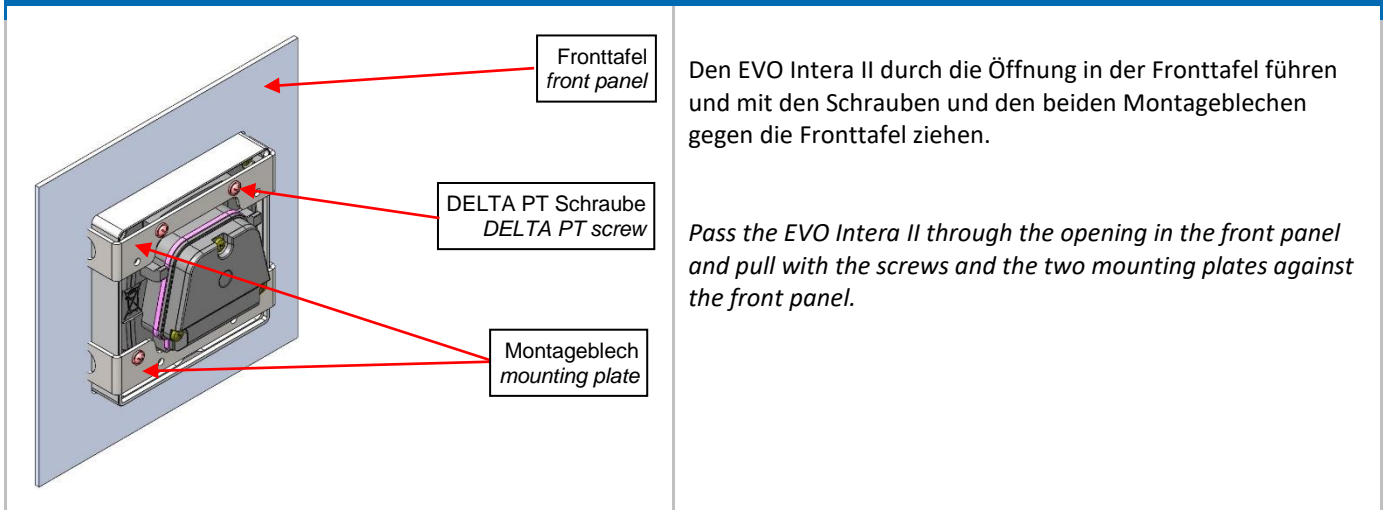 Fronttafel
front panel
DELTA PT Schraube
DELTA PT screw
Montageblech
mounting plate
Den EVO Intera II durch die Öffnung in der Fronttafel führen
und mit den Schrauben und den beiden Montageblechen
gegen die Fronttafel ziehen.
Pass the EVO Intera II through the opening in the front panel
and pull with the screws and the two mounting plates against
the front panel.